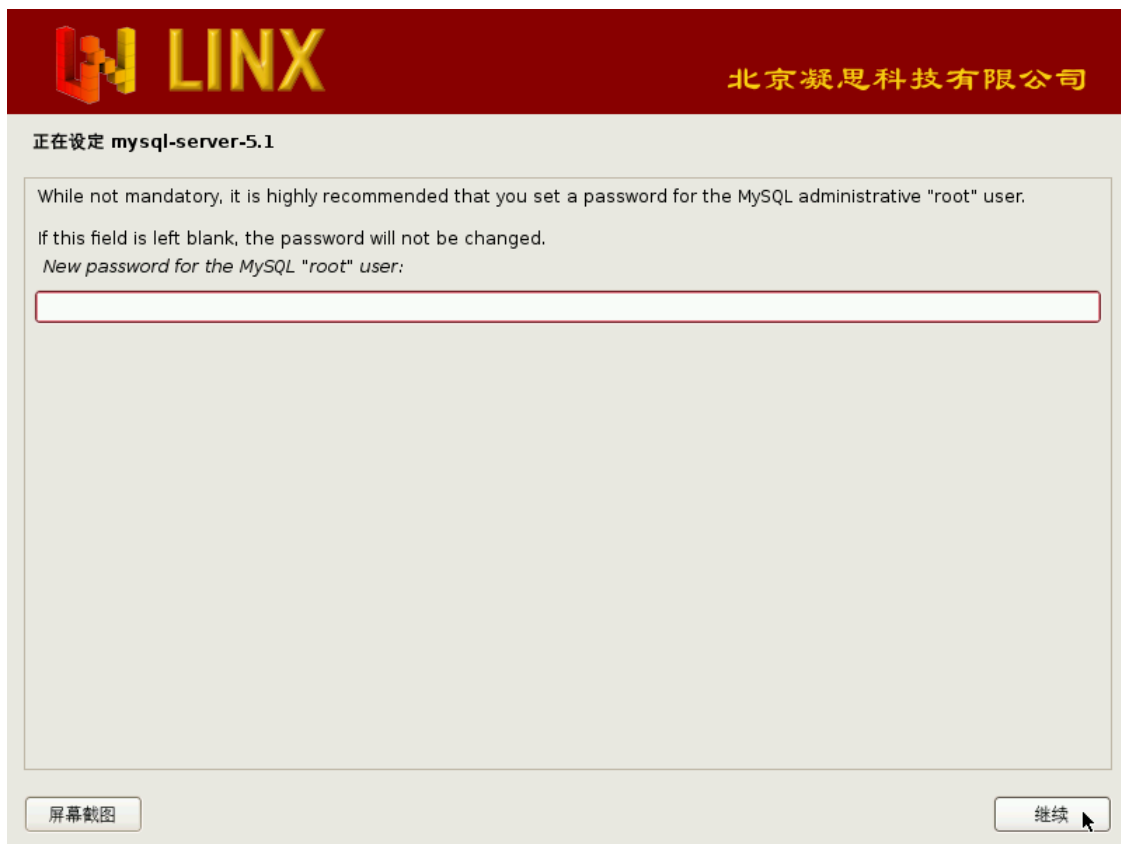 LINX
北京凝思科技有限公司
正在设定 mysql-server-5.1
While not mandatory, it is highly recommended that you set a password for the MySQL administrative "root" user.
If this field is left blank, the password will not be changed.
New password for the MySQL "root" user:
屏幕截图
继续